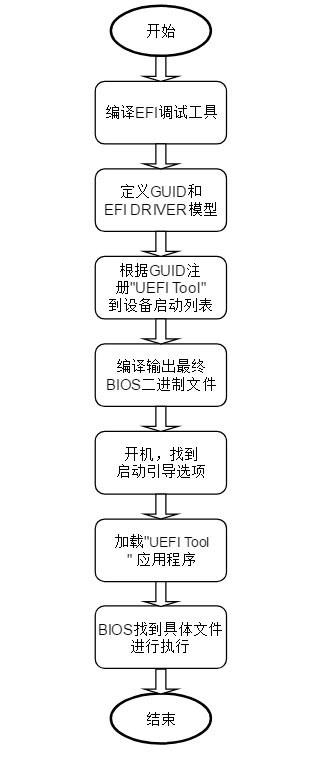 开始
编译EFI调试工具
定义GUID和
EFI DRIVER模型
根据GUID注
册"UEFI Tool"
到设备启动列表
编译输出最终
BIOS二进制文件
开机，找到
启动引导选项
加载"UEFI Tool
" 应用程序
BIOS找到具体文件
进行执行
结束